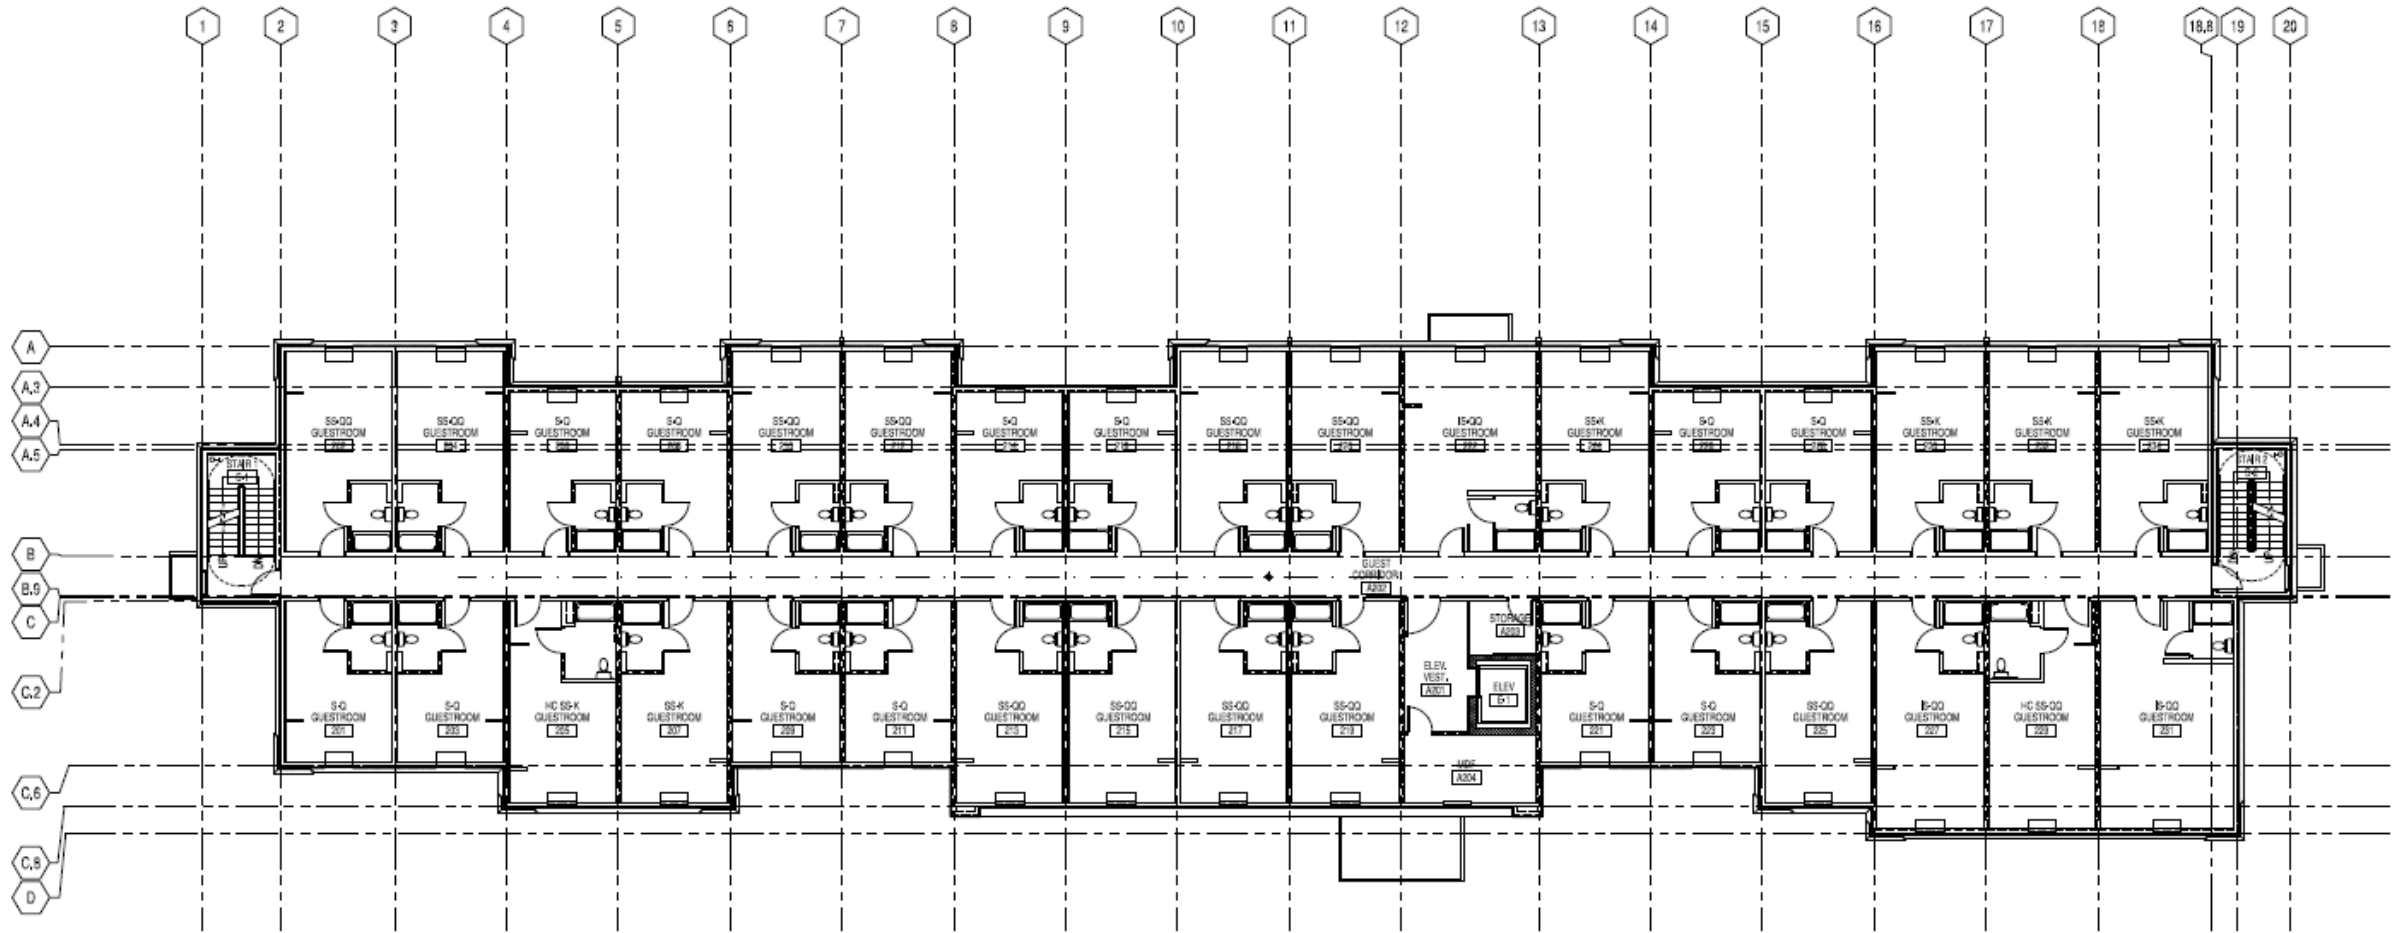 1 2 3 4 5 6 7 8 9 10 11 12 13 14 15 16 17 18 18.8 19 20
A
A.3
A.4
A.5
B
B.9
C
C.2
C.6
C.8
D
SS-QQ
GUESTROOM
SS-QQ
GUESTROOM
S-Q
GUESTROOM
S-Q
GUESTROOM
SS-QQ
GUESTROOM
SS-QQ
GUESTROOM
S-Q
GUESTROOM
S-Q
GUESTROOM
SS-QQ
GUESTROOM
SS-QQ
GUESTROOM
IS-QQ
GUESTROOM
SS-K
GUESTROOM
S-Q
GUESTROOM
S-Q
GUESTROOM
SS-K
GUESTROOM
SS-K
GUESTROOM
SS-K
GUESTROOM
STAIR 1
STAIR 2
UP
GUEST
CORRIDOR
A202
STORAGE
A203
ELEV.
VEST.
A201
ELEV
E-1
A204
S-Q
GUESTROOM
201
S-Q
GUESTROOM
203
HC SS-K
GUESTROOM
205
SS-K
GUESTROOM
207
S-Q
GUESTROOM
209
S-Q
GUESTROOM
211
SS-QQ
GUESTROOM
213
SS-QQ
GUESTROOM
215
SS-QQ
GUESTROOM
217
SS-QQ
GUESTROOM
219
S-Q
GUESTROOM
221
S-Q
GUESTROOM
223
SS-QQ
GUESTROOM
225
IS-QQ
GUESTROOM
227
HC SS-QQ
GUESTROOM
229
IS-QQ
GUESTROOM
231